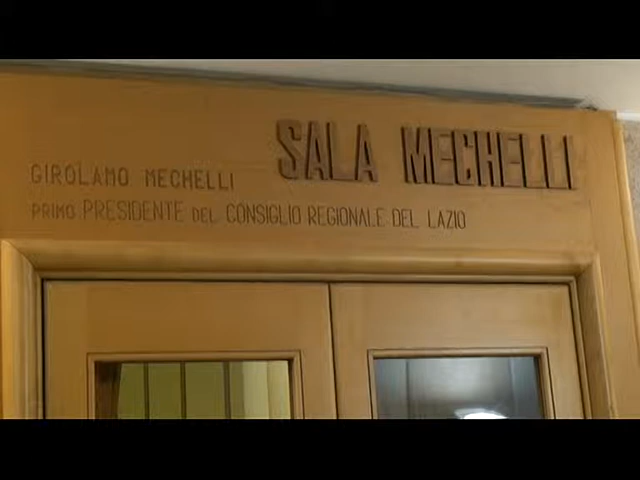 SALA MECHELLI
GIROLAMO MECHELLI
PRIMO PRESIDENTE DEL CONSIGLIO REGIONALE DEL LAZIO